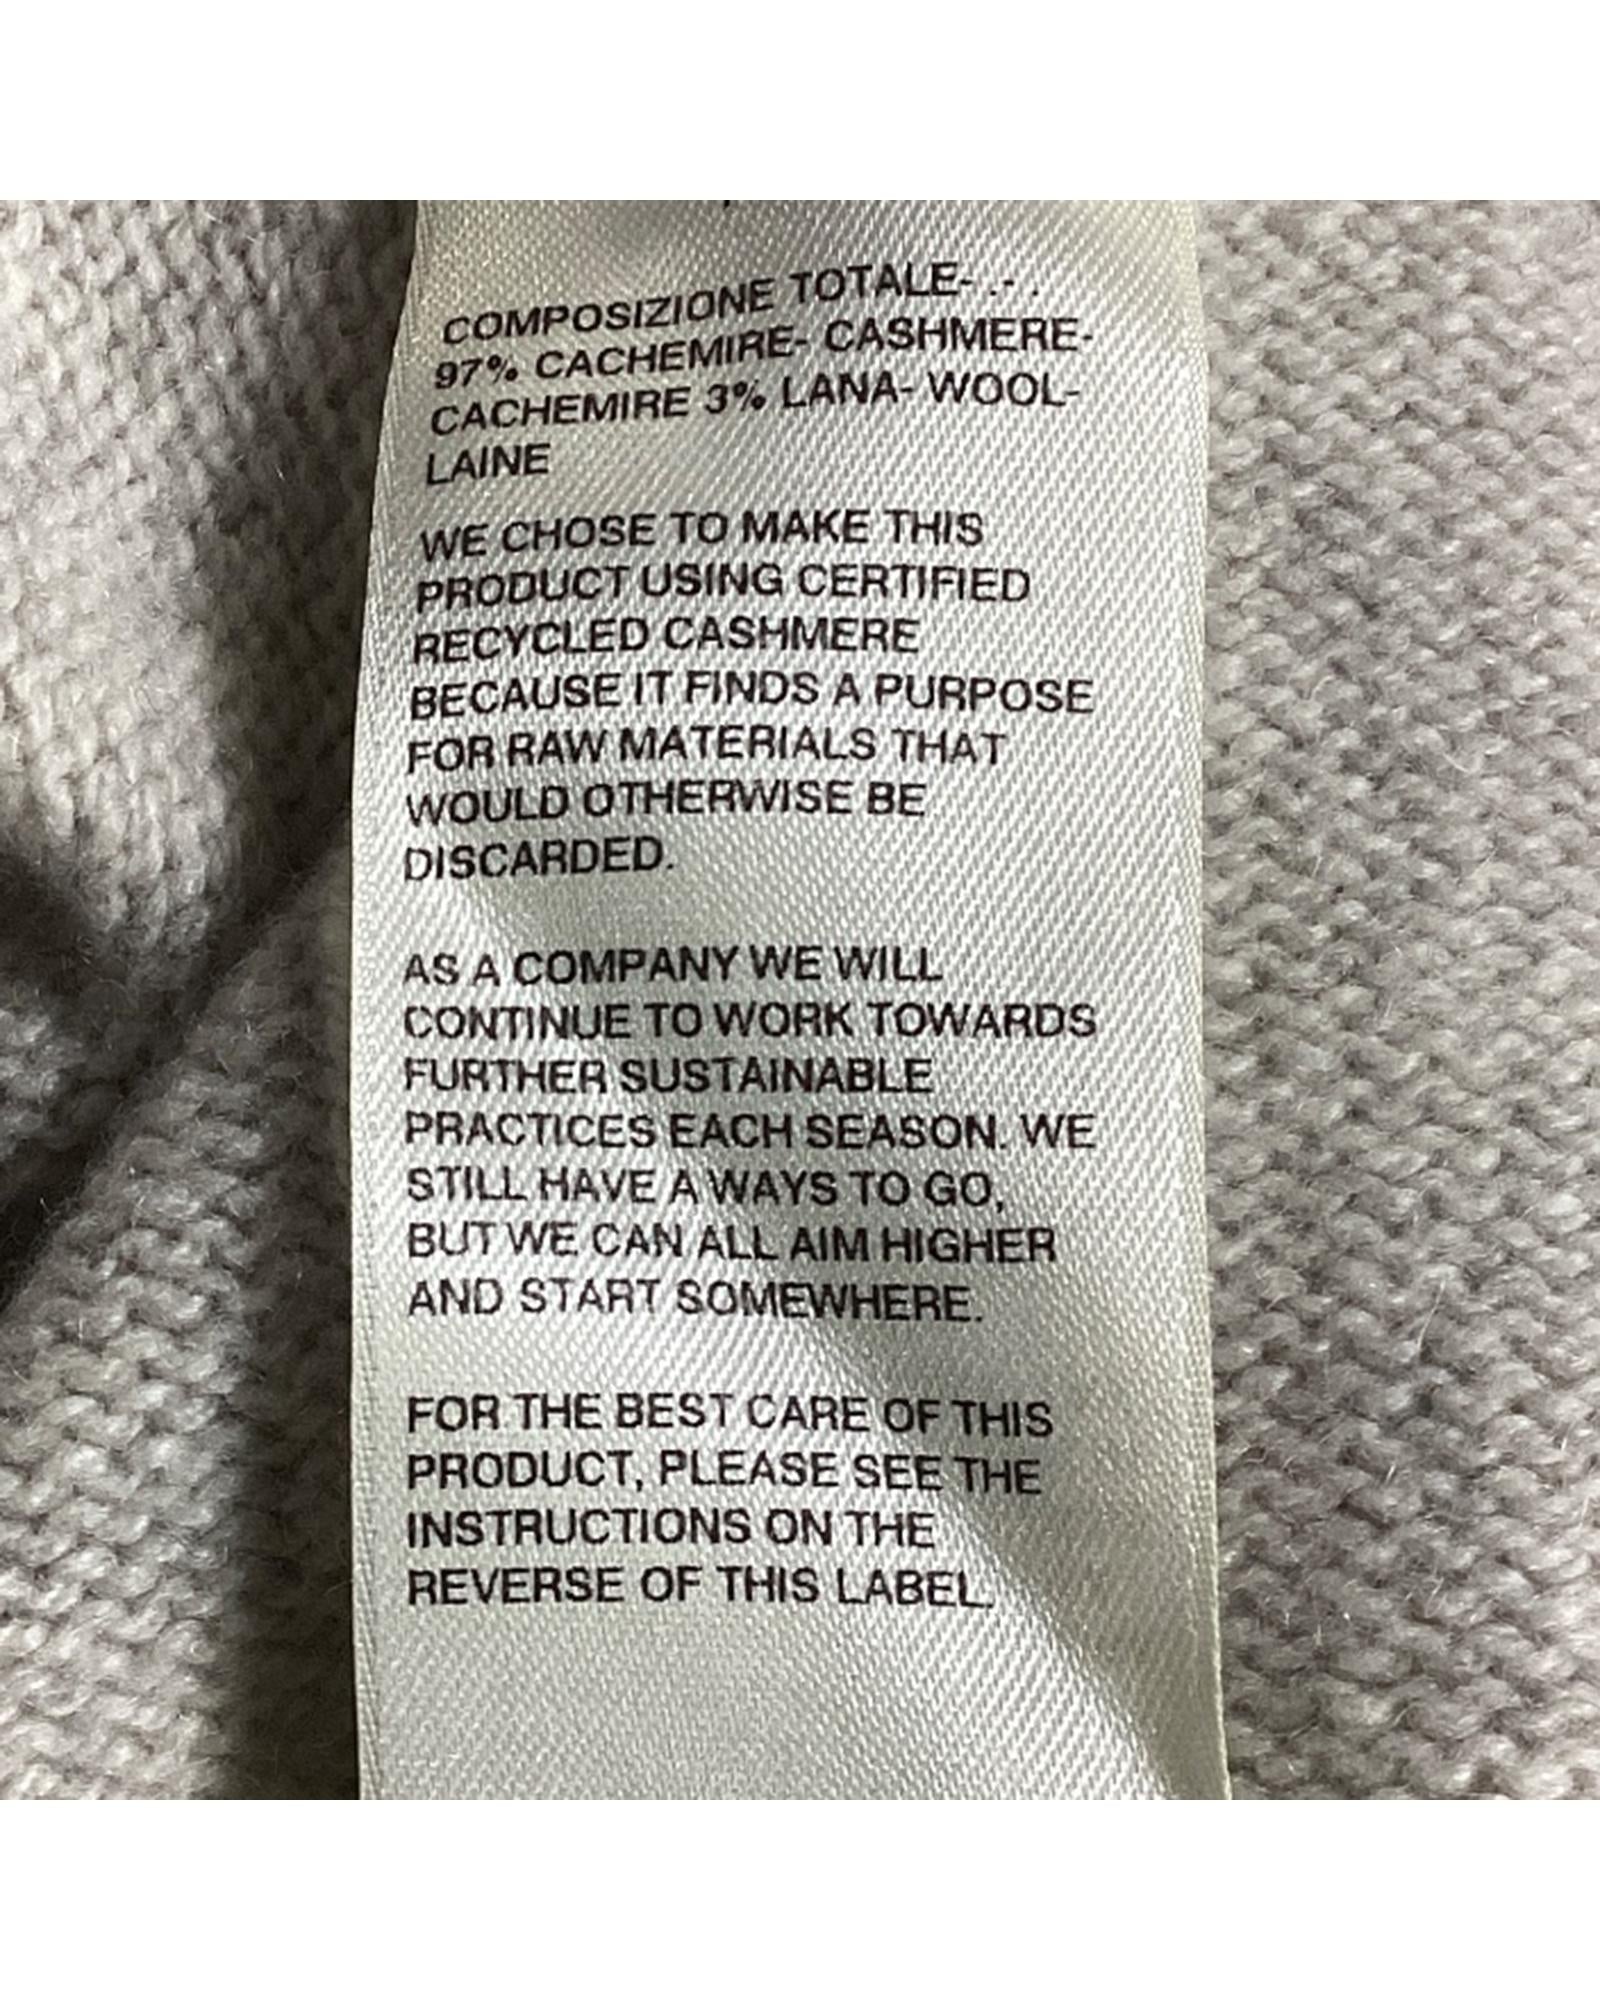 COMPOSIZIONE TOTALE- .- .
97% CACHEMIRE- CASHMERE-
CACHEMIRE 3% LANA- WOOL-
LAINE
WE CHOSE TO MAKE THIS
PRODUCT USING CERTIFIED
RECYCLED CASHMERE
BECAUSE IT FINDS A PURPOSE
FOR RAW MATERIALS THAT
WOULD OTHERWISE BE
DISCARDED.
AS A COMPANY WE WILL
CONTINUE TO WORK TOWARDS
FURTHER SUSTAINABLE
PRACTICES EACH SEASON. WE
STILL HAVE A WAYS TO GO,
BUT WE CAN ALL AIM HIGHER
AND START SOMEWHERE.
FOR THE BEST CARE OF THIS
PRODUCT, PLEASE SEE THE
INSTRUCTIONS ON THE
REVERSE OF THIS LABEL.